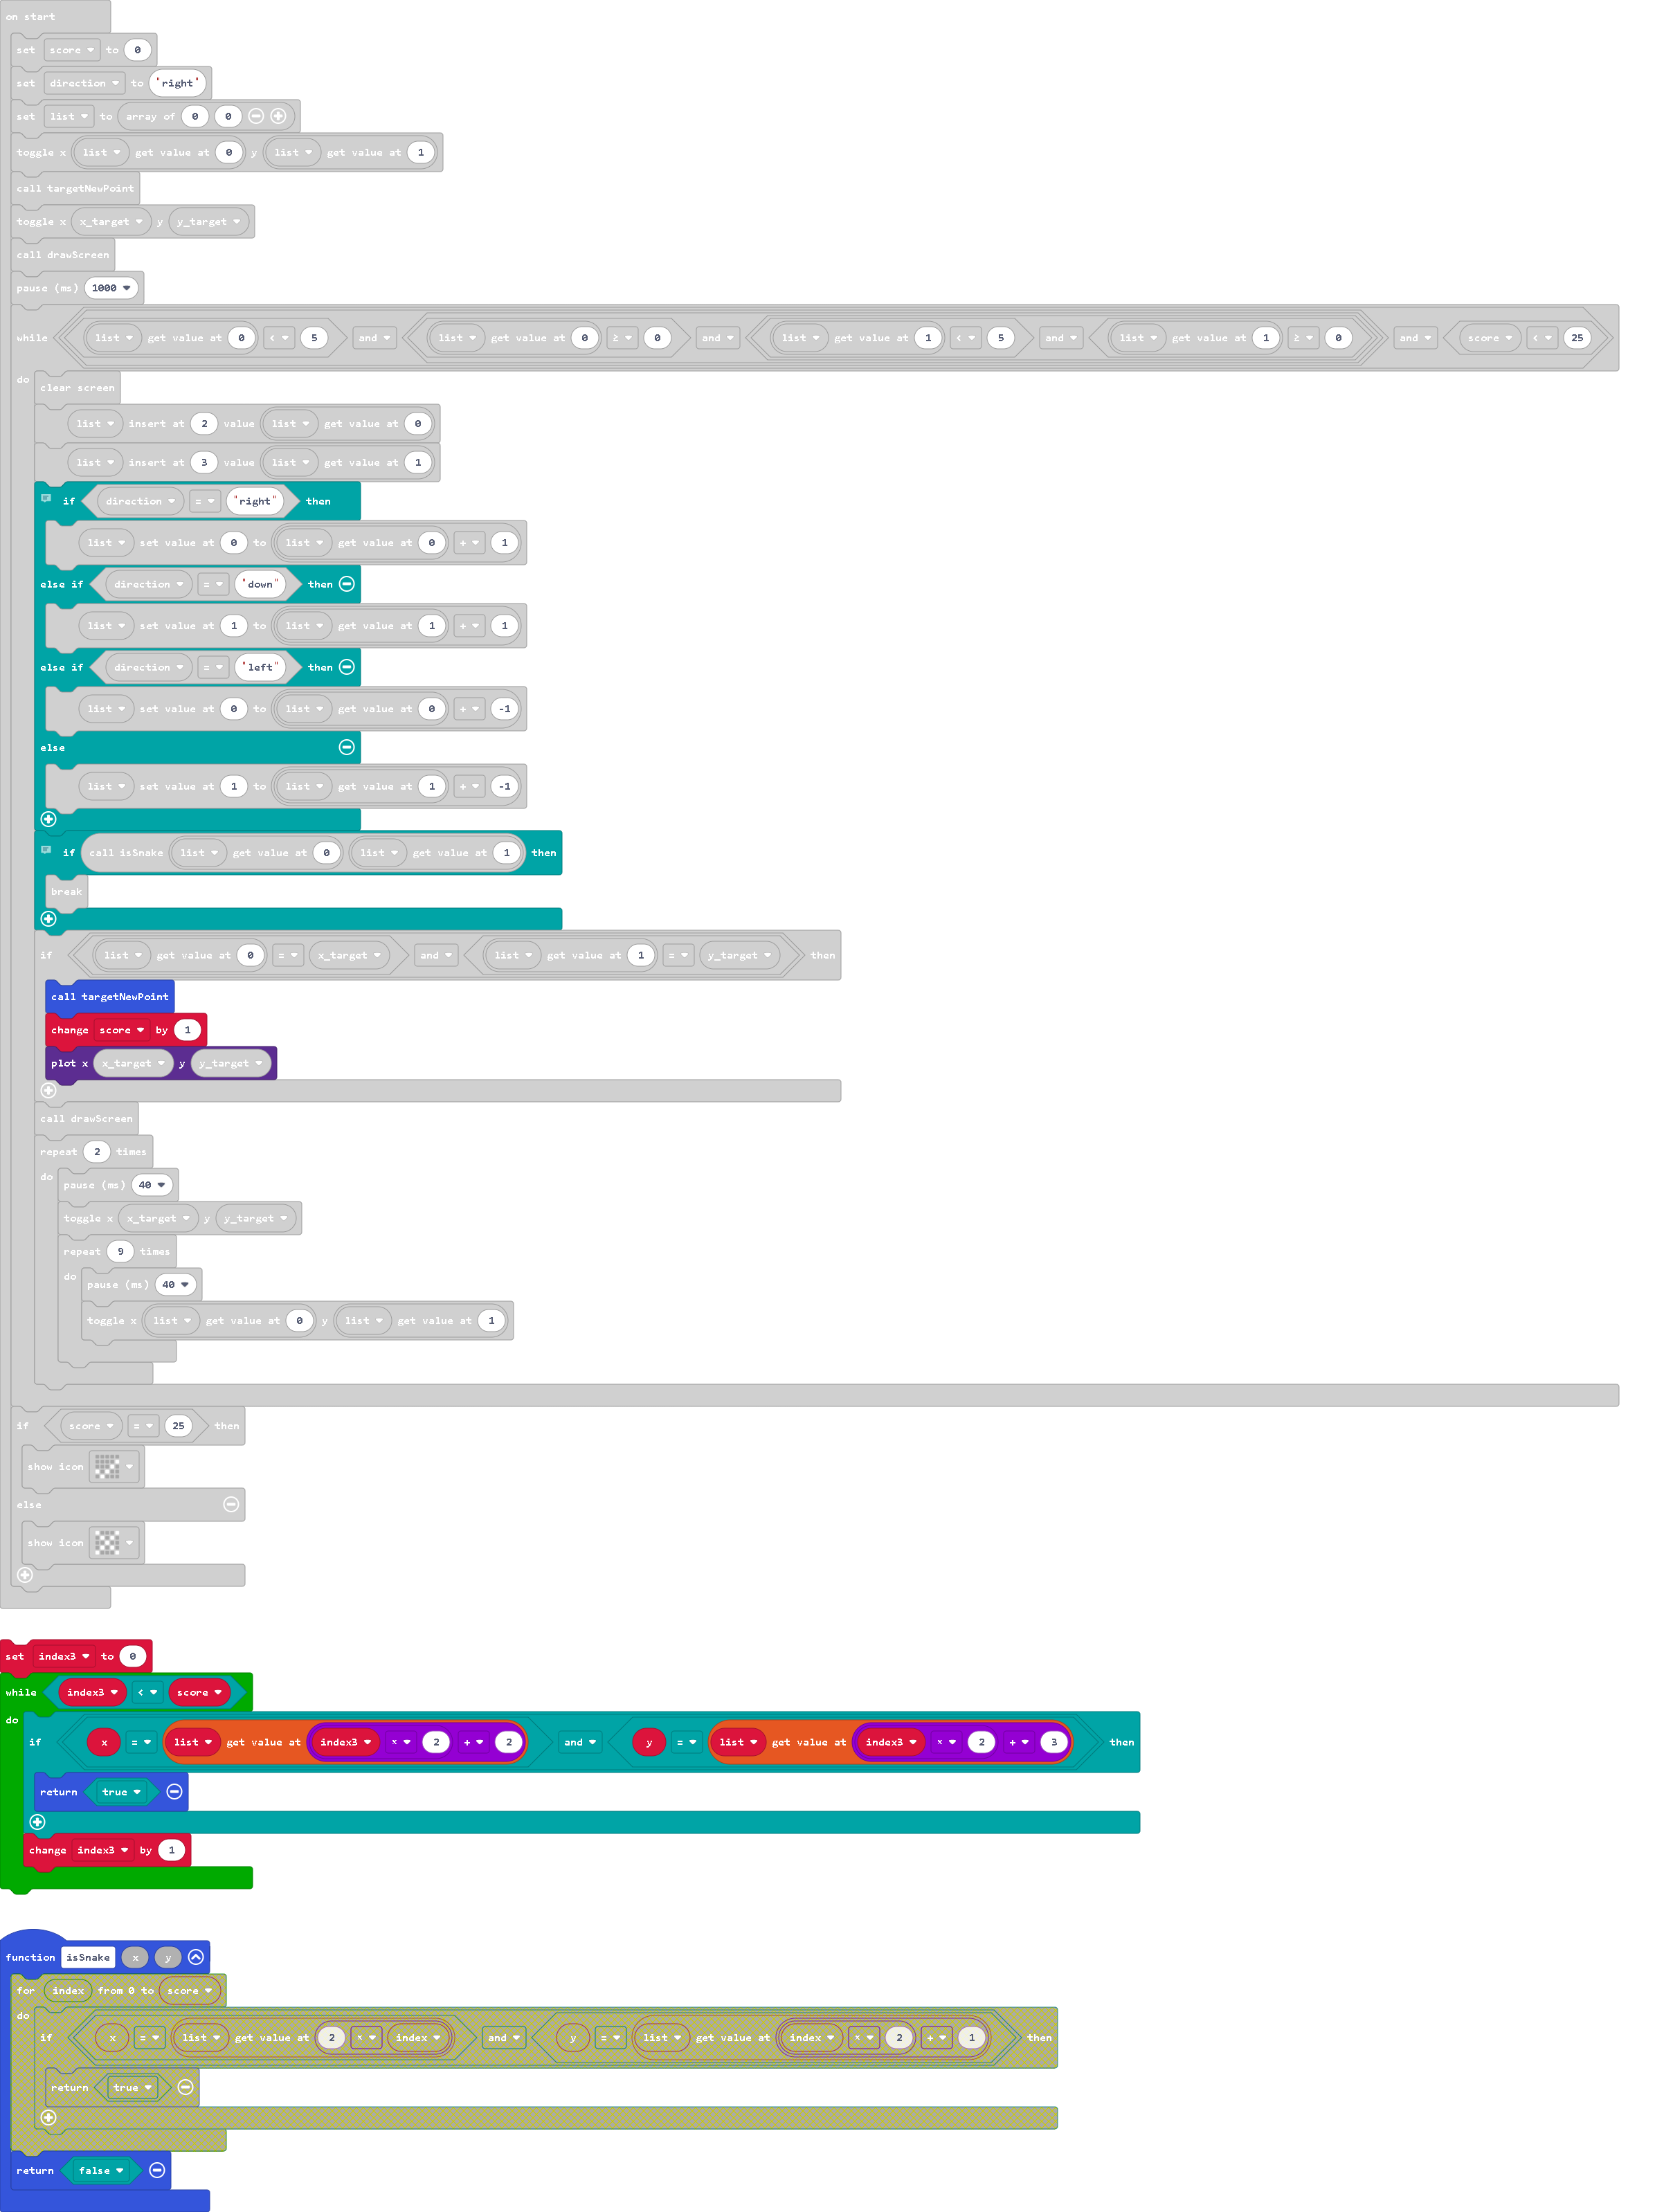 on start
set score to 0
set direction to "right"
set list to array of 0 0
toggle x list get value at 0 y list get value at 1
call targetNewPoint
toggle x x_target y y_target
call drawScreen
pause (ms) 1000
while list get value at 0 < 5 and list get value at 0 ≥ 0 and list get value at 1 < 5 and list get value at 1 ≥ 0 and score < 25
do
clear screen
list insert at 2 value list get value at 0
list insert at 3 value list get value at 1
if direction = "right" then
list set value at 0 to list get value at 0 + 1
else if direction = "down" then
list set value at 1 to list get value at 1 + 1
else if direction = "left" then
list set value at 0 to list get value at 0 + -1
else
list set value at 1 to list get value at 1 + -1
if call isSnake list get value at 0 list get value at 1 then
break
if list get value at 0 = x_target and list get value at 1 = y_target then
call targetNewPoint
change score by 1
plot x x_target y y_target
call drawScreen
repeat 2 times
do
pause (ms) 40
toggle x x_target y y_target
repeat 9 times
do
pause (ms) 40
toggle x list get value at 0 y list get value at 1
if score = 25 then
show icon
else
show icon
set index3 to 0
while index3 < score
do
if x = list get value at index3 × 2 + 2 and y = list get value at index3 × 2 + 3 then
return true
change index3 by 1
function isSnake x y
for index from 0 to score
do
if x = list get value at 2 × index and y = list get value at index × 2 + 1 then
return true
return false